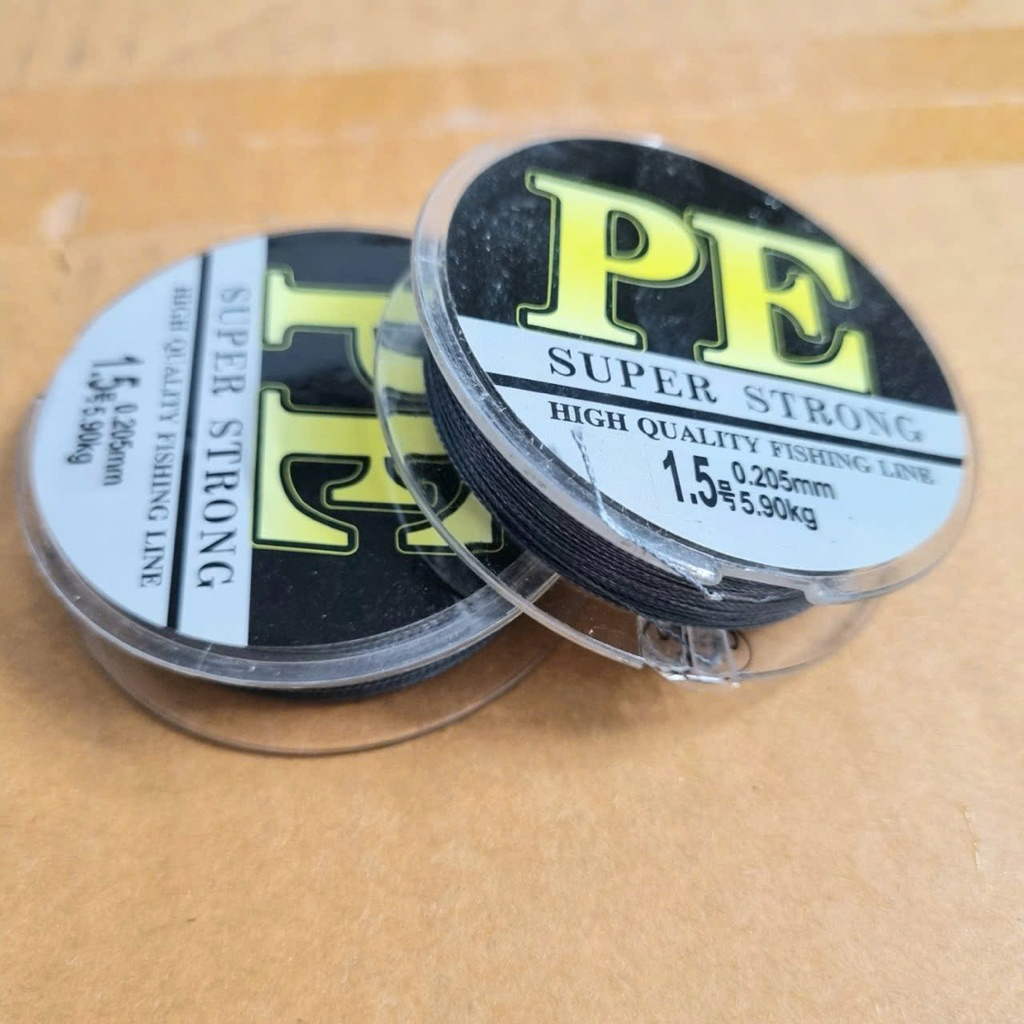 PE
SUPER STRONG
HIGH QUALITY FISHING LINE
1.5号 0.205mm
5.90kg
PE
SUPER STRONG
HIGH QUALITY FISHING LINE
1.5号 0.205mm
5.90kg